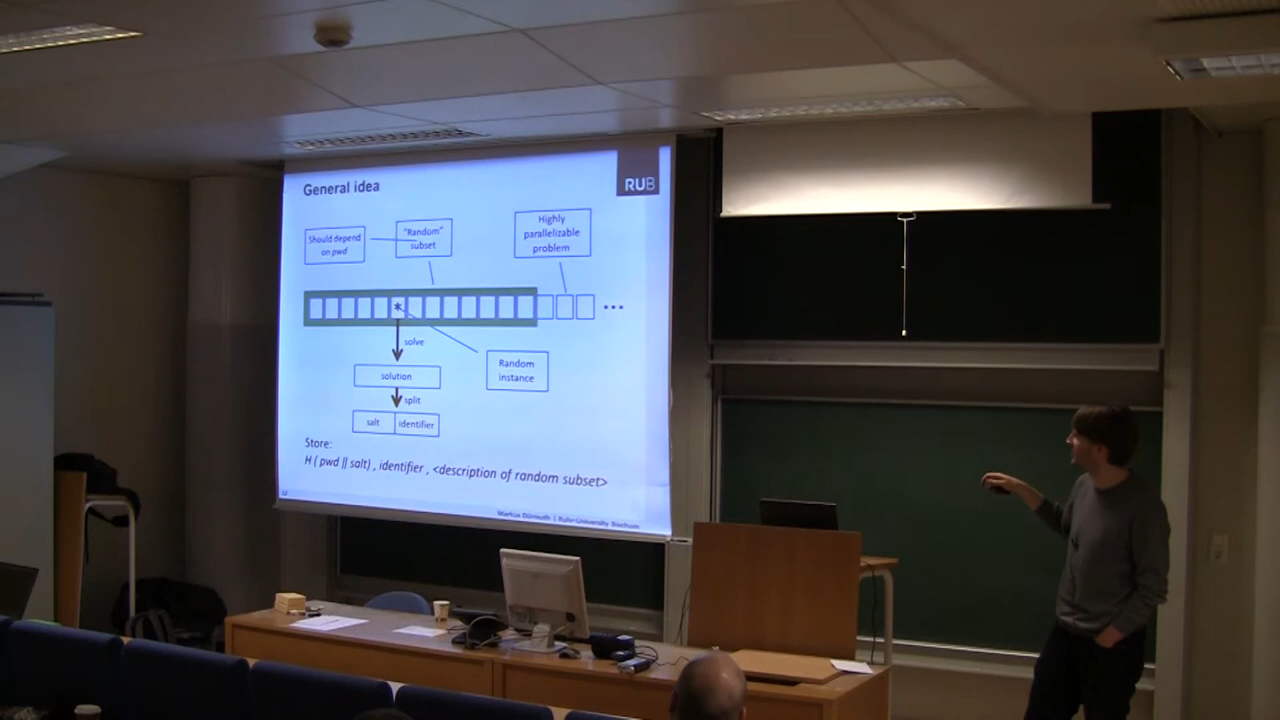 General idea
RUB
Should depend
on pwd
"Random"
subset
Highly
parallelizable
problem
*
...
solve
Random
instance
solution
split
salt
identifier
Store:
H ( pwd || salt) , identifier , <description of random subset>
12
Markus Dürmuth | Ruhr-University Bochum